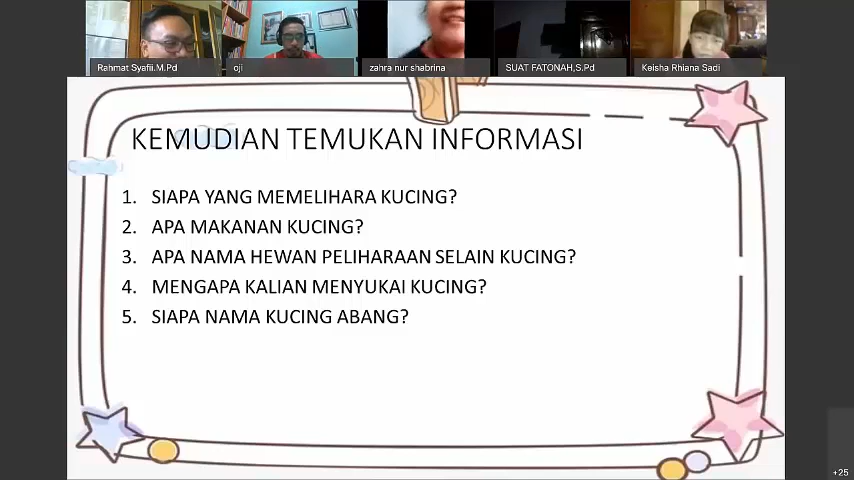 Rahmat Syafii.M.Pd
oji
zahra nur shabrina
SUAT FATONAH,S.Pd
Keisha Rhiana Sadi
KEMUDIAN TEMUKAN INFORMASI
1. SIAPA YANG MEMELIHARA KUCING?
2. APA MAKANAN KUCING?
3. APA NAMA HEWAN PELIHARAAN SELAIN KUCING?
4. MENGAPA KALIAN MENYUKAI KUCING?
5. SIAPA NAMA KUCING ABANG?
+25